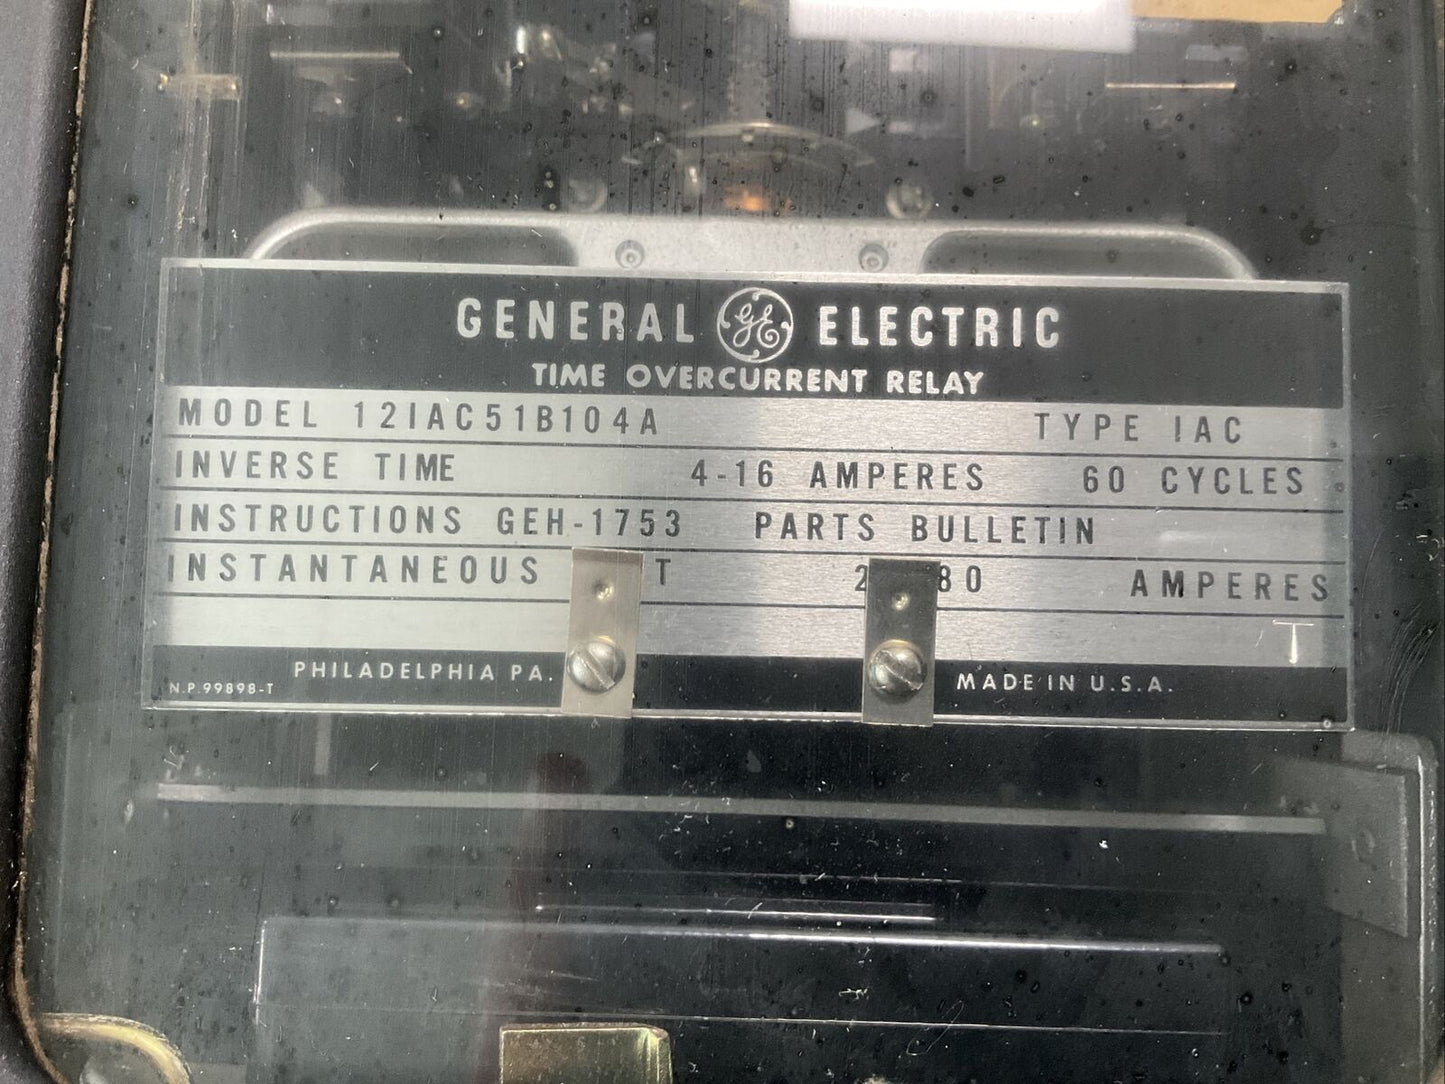 GENERAL GE ELECTRIC
TIME OVERCURRENT RELAY
MODEL 12IAC51B104A TYPE IAC
INVERSE TIME 4-16 AMPERES 60 CYCLES
INSTRUCTIONS GEH-1753 PARTS BULLETIN
INSTANTANEOUS AMPERES
PHILADELPHIA PA. MADE IN U.S.A.
N.P. 99898-T